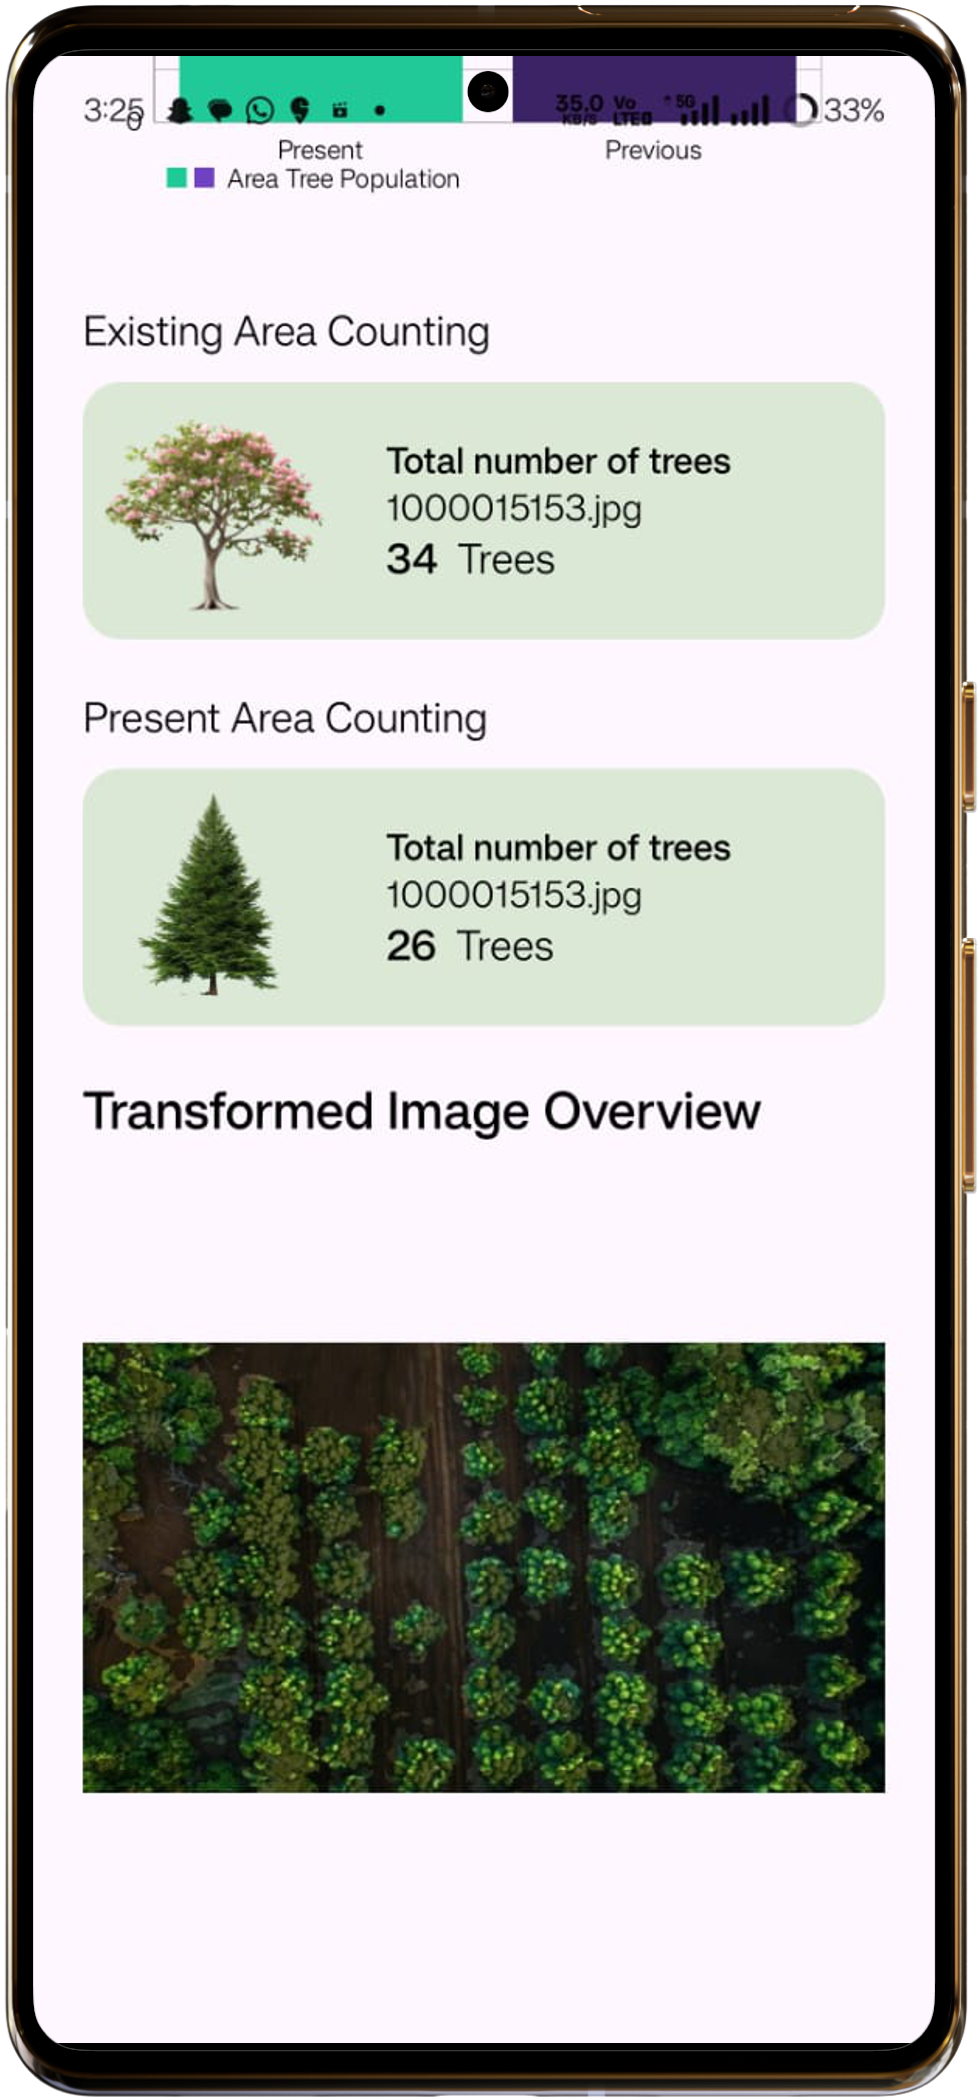 3:25
35.0 Vo 5G 33%
KB/S LTE
0
Present Previous
Area Tree Population
Existing Area Counting
Total number of trees
1000015153.jpg
34 Trees
Present Area Counting
Total number of trees
1000015153.jpg
26 Trees
Transformed Image Overview